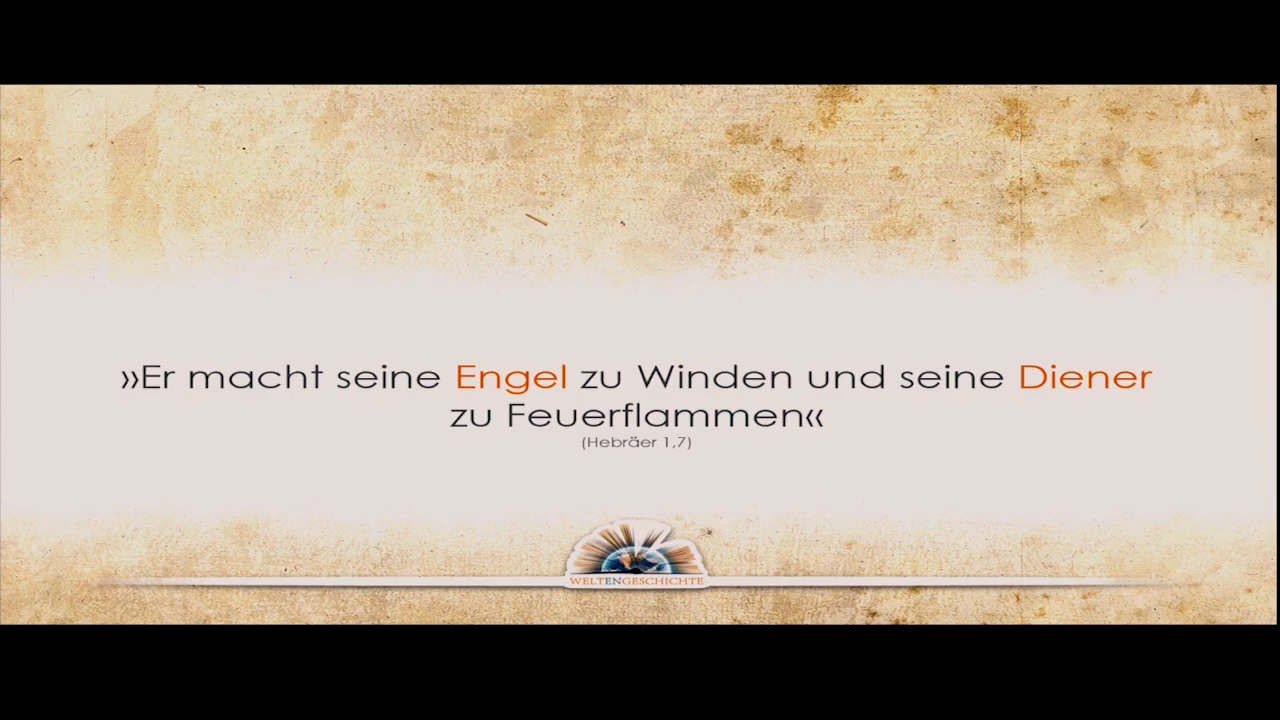 »Er macht seine Engel zu Winden und seine Diener
zu Feuerflammen«
(Hebräer 1,7)
WELTENGESCHICHTE